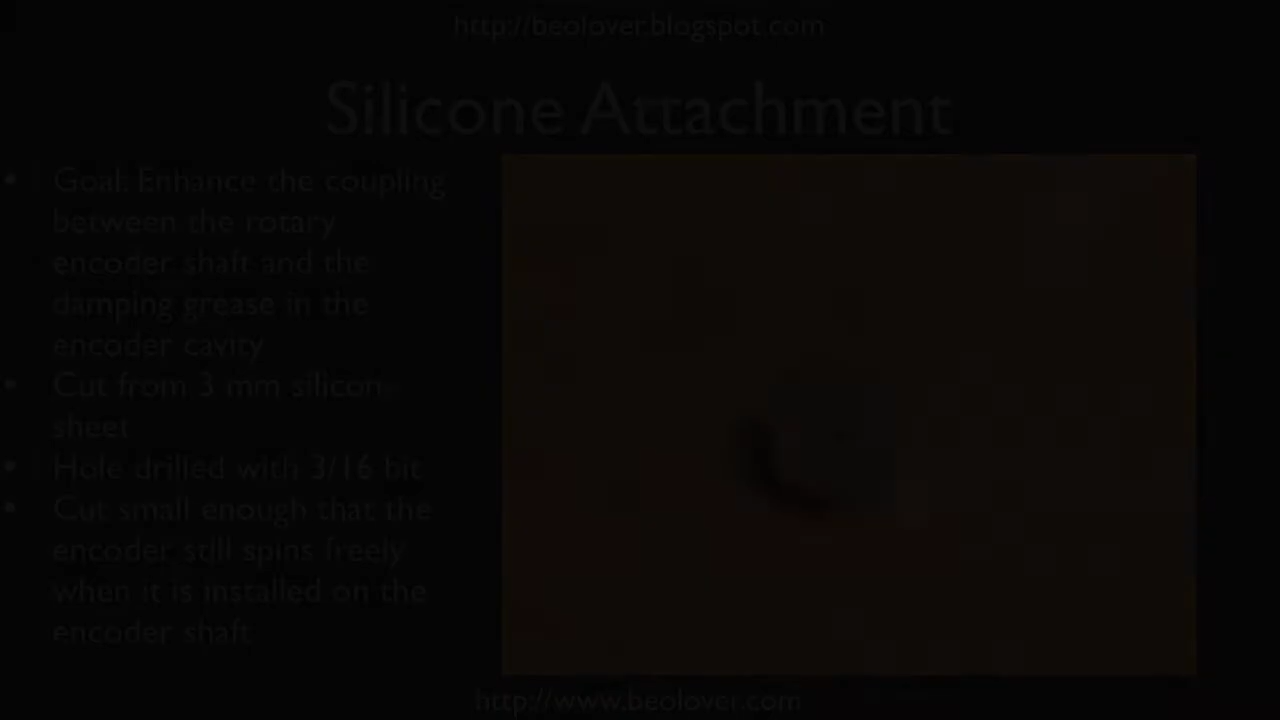 http://beolover.blogspot.com
Silicone Attachment
• Goal: Enhance the coupling
between the rotary
encoder shaft and the
damping grease in the
encoder cavity
• Cut from 3 mm silicon
sheet
• Hole drilled with 3/16 bit
• Cut small enough that the
encoder still spins freely
when it is installed on the
encoder shaft
http://www.beolover.com